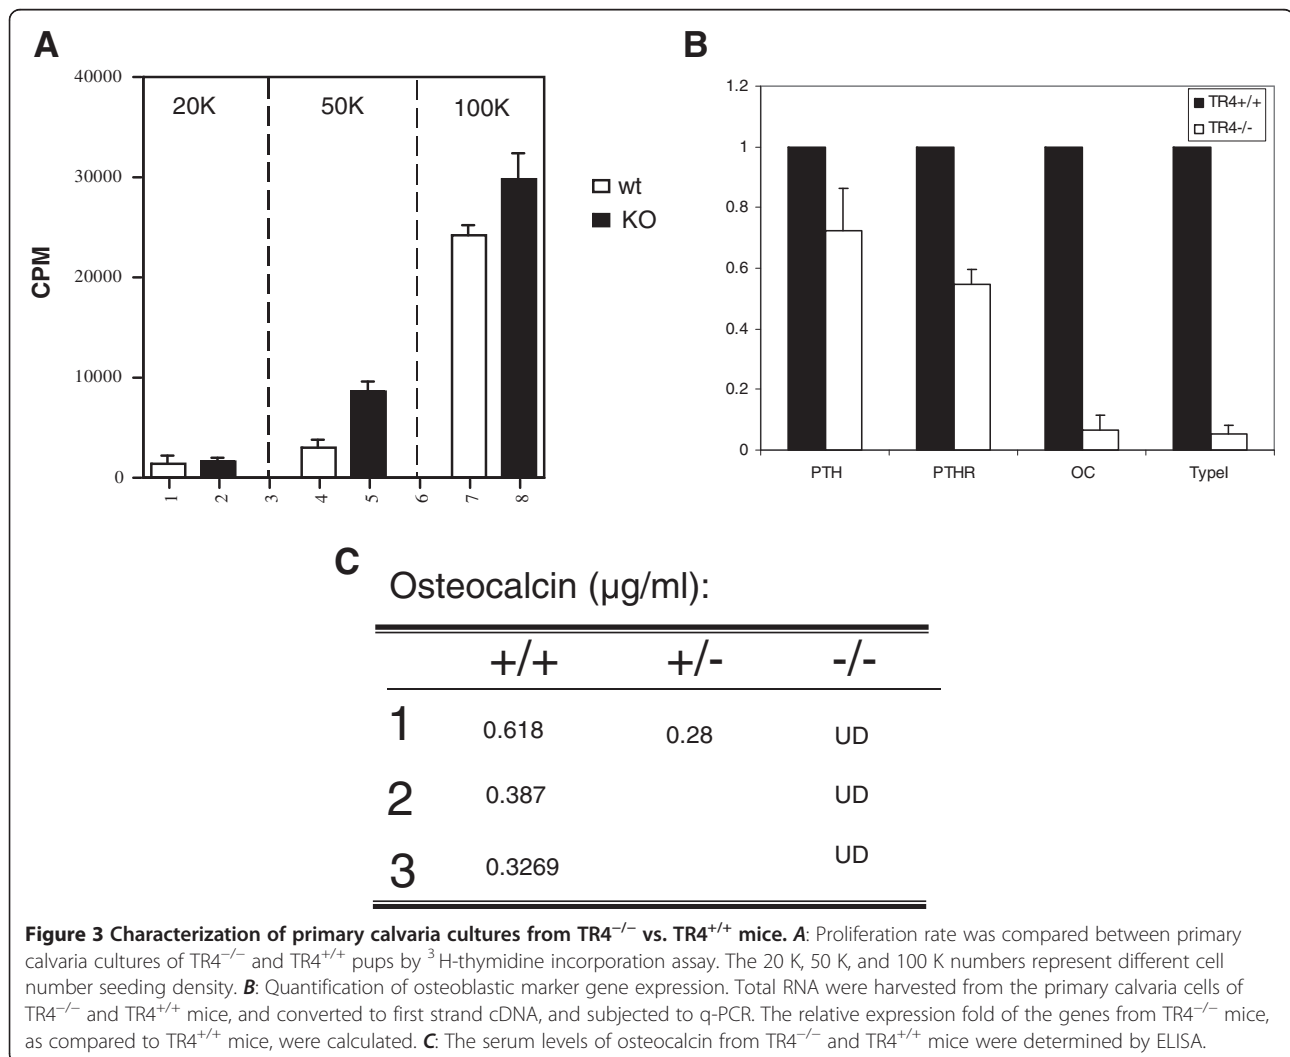 A
40000
30000
20000
10000
0
CPM
20K
50K
100K
1
2
3
4
5
6
7
8
wt
KO
B
1.2
1
0.8
0.6
0.4
0.2
0
TR4+/+
TR4-/-
PTH
PTHR
OC
TypeI
C
Osteocalcin (µg/ml):
+/+ +/- -/-
1 0.618 0.28 UD
2 0.387 UD
3 0.3269 UD
Figure 3 Characterization of primary calvaria cultures from TR4−/− vs. TR4+/+ mice. A: Proliferation rate was compared between primary
calvaria cultures of TR4−/− and TR4+/+ pups by 3H-thymidine incorporation assay. The 20 K, 50 K, and 100 K numbers represent different cell
number seeding density. B: Quantification of osteoblastic marker gene expression. Total RNA were harvested from the primary calvaria cells of
TR4−/− and TR4+/+ mice, and converted to first strand cDNA, and subjected to q-PCR. The relative expression fold of the genes from TR4−/− mice,
as compared to TR4+/+ mice, were calculated. C: The serum levels of osteocalcin from TR4−/− and TR4+/+ mice were determined by ELISA.